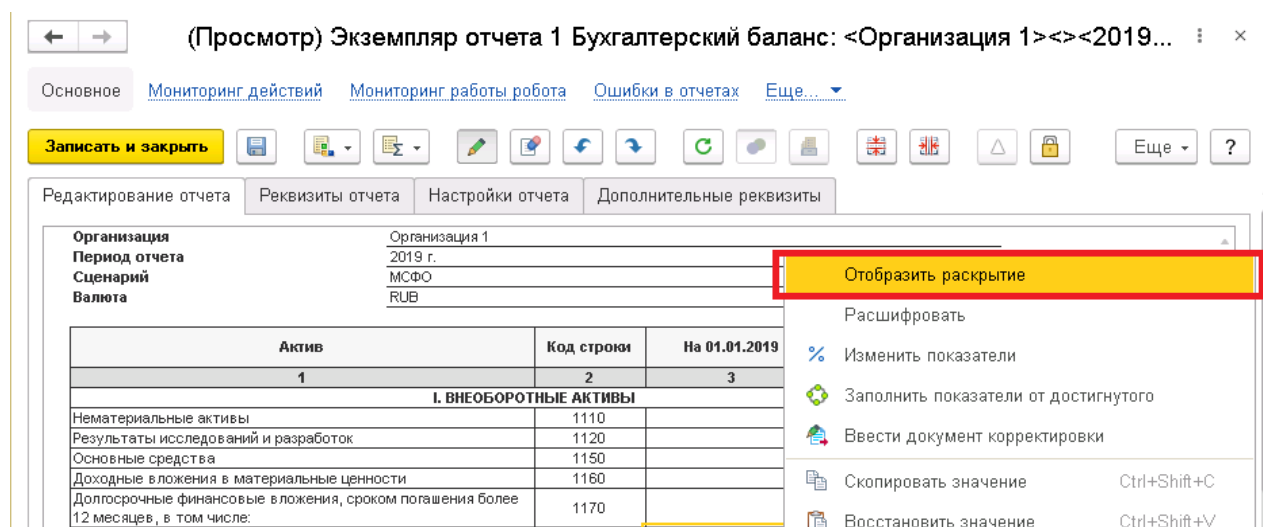 (Просмотр) Экземпляр отчета 1 Бухгалтерский баланс: <Организация 1><><2019...
Основное Мониторинг действий Мониторинг работы робота Ошибки в отчетах Еще...
Записать и закрыть Еще ?
Редактирование отчета Реквизиты отчета Настройки отчета Дополнительные реквизиты
Организация Организация 1
Период отчета 2019 г.
Сценарий МСФО
Валюта RUB
Актив Код строки На 01.01.2019
1 2 3
I. ВНЕОБОРОТНЫЕ АКТИВЫ
Нематериальные активы 1110
Результаты исследований и разработок 1120
Основные средства 1150
Доходные вложения в материальные ценности 1160
Долгосрочные финансовые вложения, сроком погашения более
12 месяцев, в том числе: 1170
Отобразить раскрытие
Расшифровать
Изменить показатели
Заполнить показатели от достигнутого
Ввести документ корректировки
Скопировать значение Ctrl+Shift+C
Восстановить значение Ctrl+Shift+V